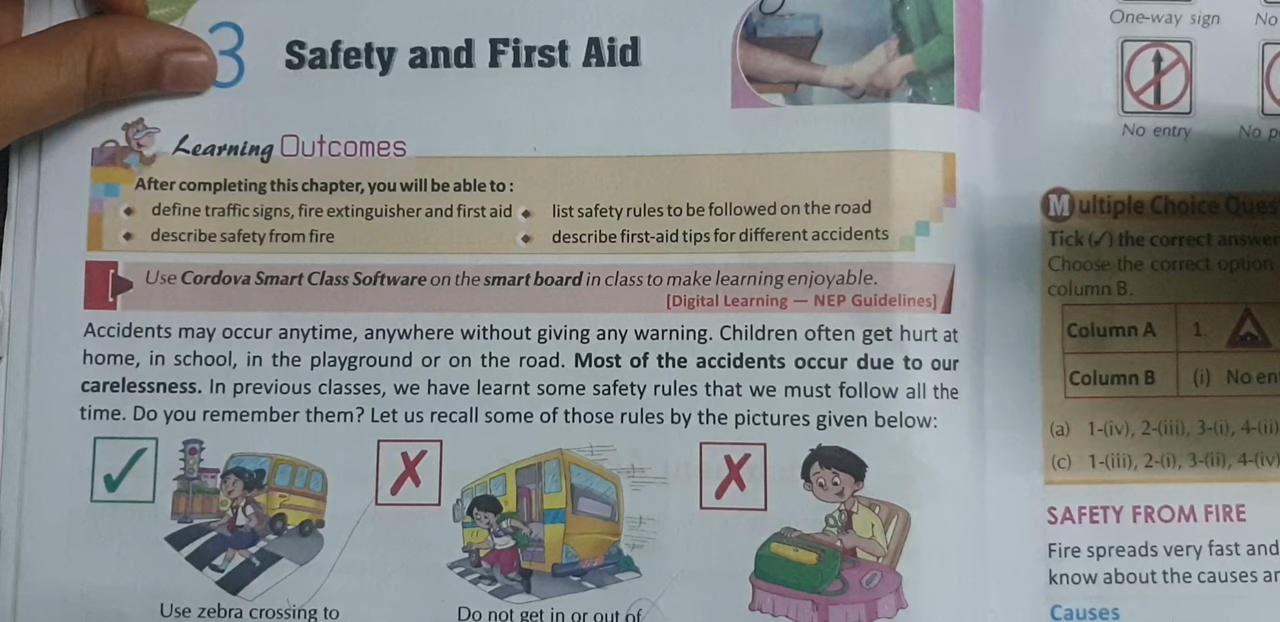 3 Safety and First Aid
Learning Outcomes
After completing this chapter, you will be able to :
define traffic signs, fire extinguisher and first aid
list safety rules to be followed on the road
describe safety from fire
describe first-aid tips for different accidents
Use Cordova Smart Class Software on the smart board in class to make learning enjoyable.
[Digital Learning — NEP Guidelines]
Accidents may occur anytime, anywhere without giving any warning. Children often get hurt at
home, in school, in the playground or on the road. Most of the accidents occur due to our
carelessness. In previous classes, we have learnt some safety rules that we must follow all the
time. Do you remember them? Let us recall some of those rules by the pictures given below:
Use zebra crossing to
Do not get in or out of
One-way sign No
No entry No p
Multiple Choice Ques
Tick (✓) the correct answer
Choose the correct option
column B.
Column A 1.
Column B (i) No en
(a) 1-(iv), 2-(iii), 3-(i), 4-(ii)
(c) 1-(iii), 2-(i), 3-(ii), 4-(iv)
SAFETY FROM FIRE
Fire spreads very fast and
know about the causes ar
Causes